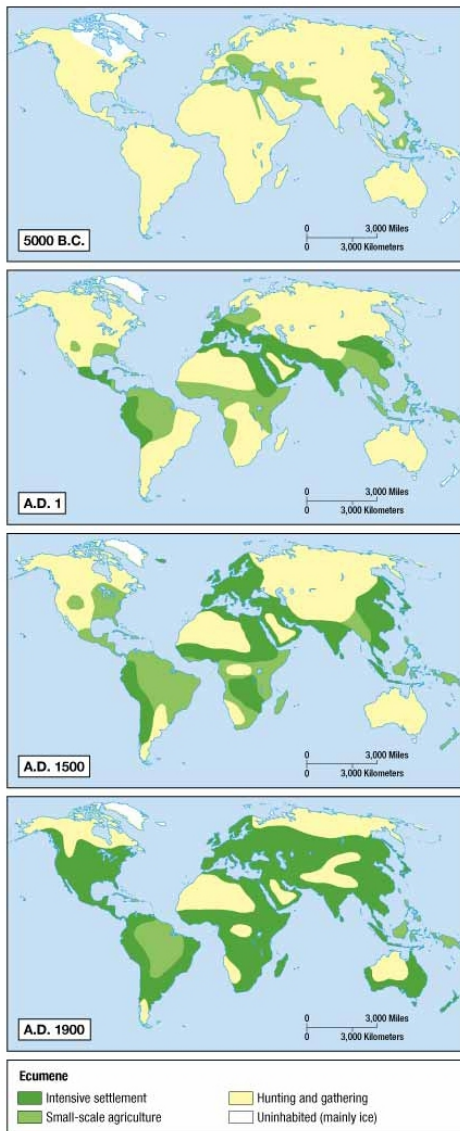 0 3,000 Miles
0 3,000 Kilometers
5000 B.C.
0 3,000 Miles
0 3,000 Kilometers
A.D. 1
0 3,000 Miles
0 3,000 Kilometers
A.D. 1500
0 3,000 Miles
0 3,000 Kilometers
A.D. 1900
Ecumene
Intensive settlement Hunting and gathering
Small-scale agriculture Uninhabited (mainly ice)